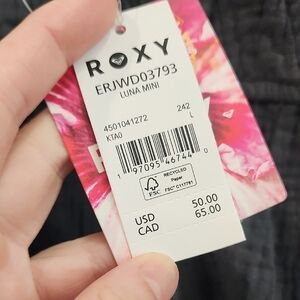 ROXY
ERJWD03793
LUNA MINI
4501041272 242
KTA0 L
1 97095 46744 0
FSC
RECYCLED
Paper
FSC® C117791
USD 50.00
CAD 65.00